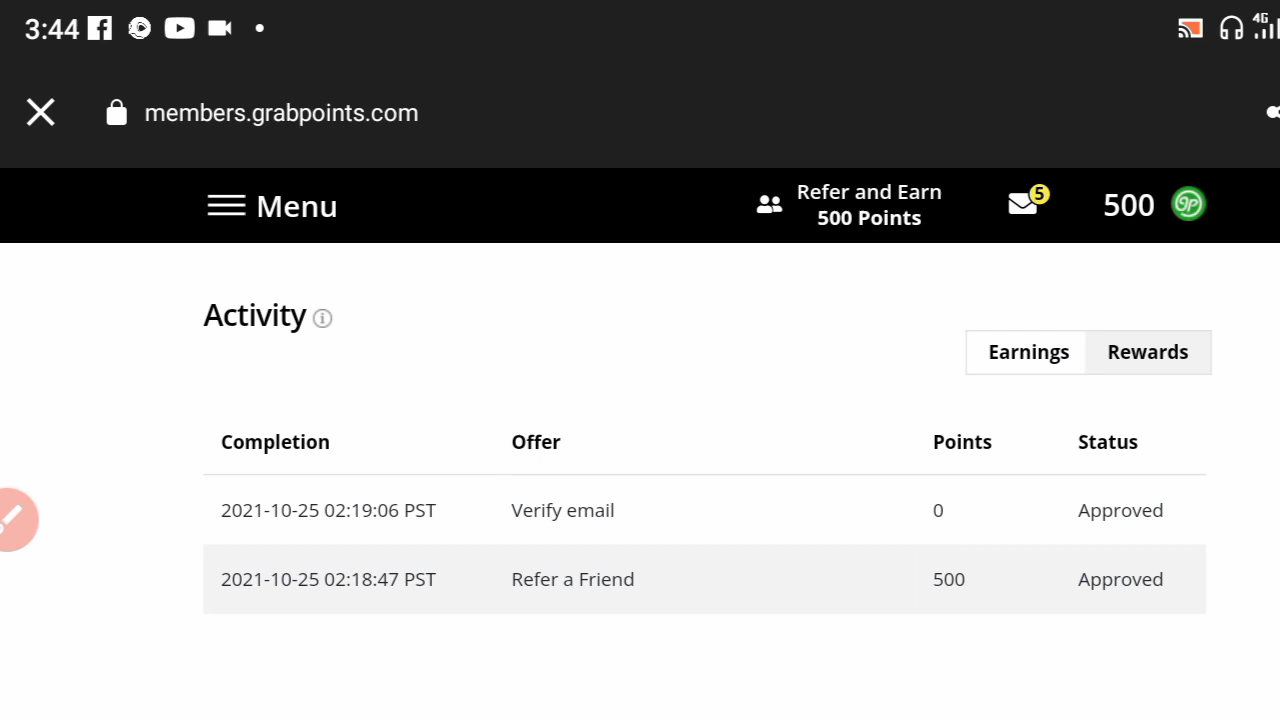 3:44
4G
members.grabpoints.com
Menu
Refer and Earn
500 Points
5
500
gp
Activity
Earnings Rewards
Completion Offer Points Status
2021-10-25 02:19:06 PST Verify email 0 Approved
2021-10-25 02:18:47 PST Refer a Friend 500 Approved